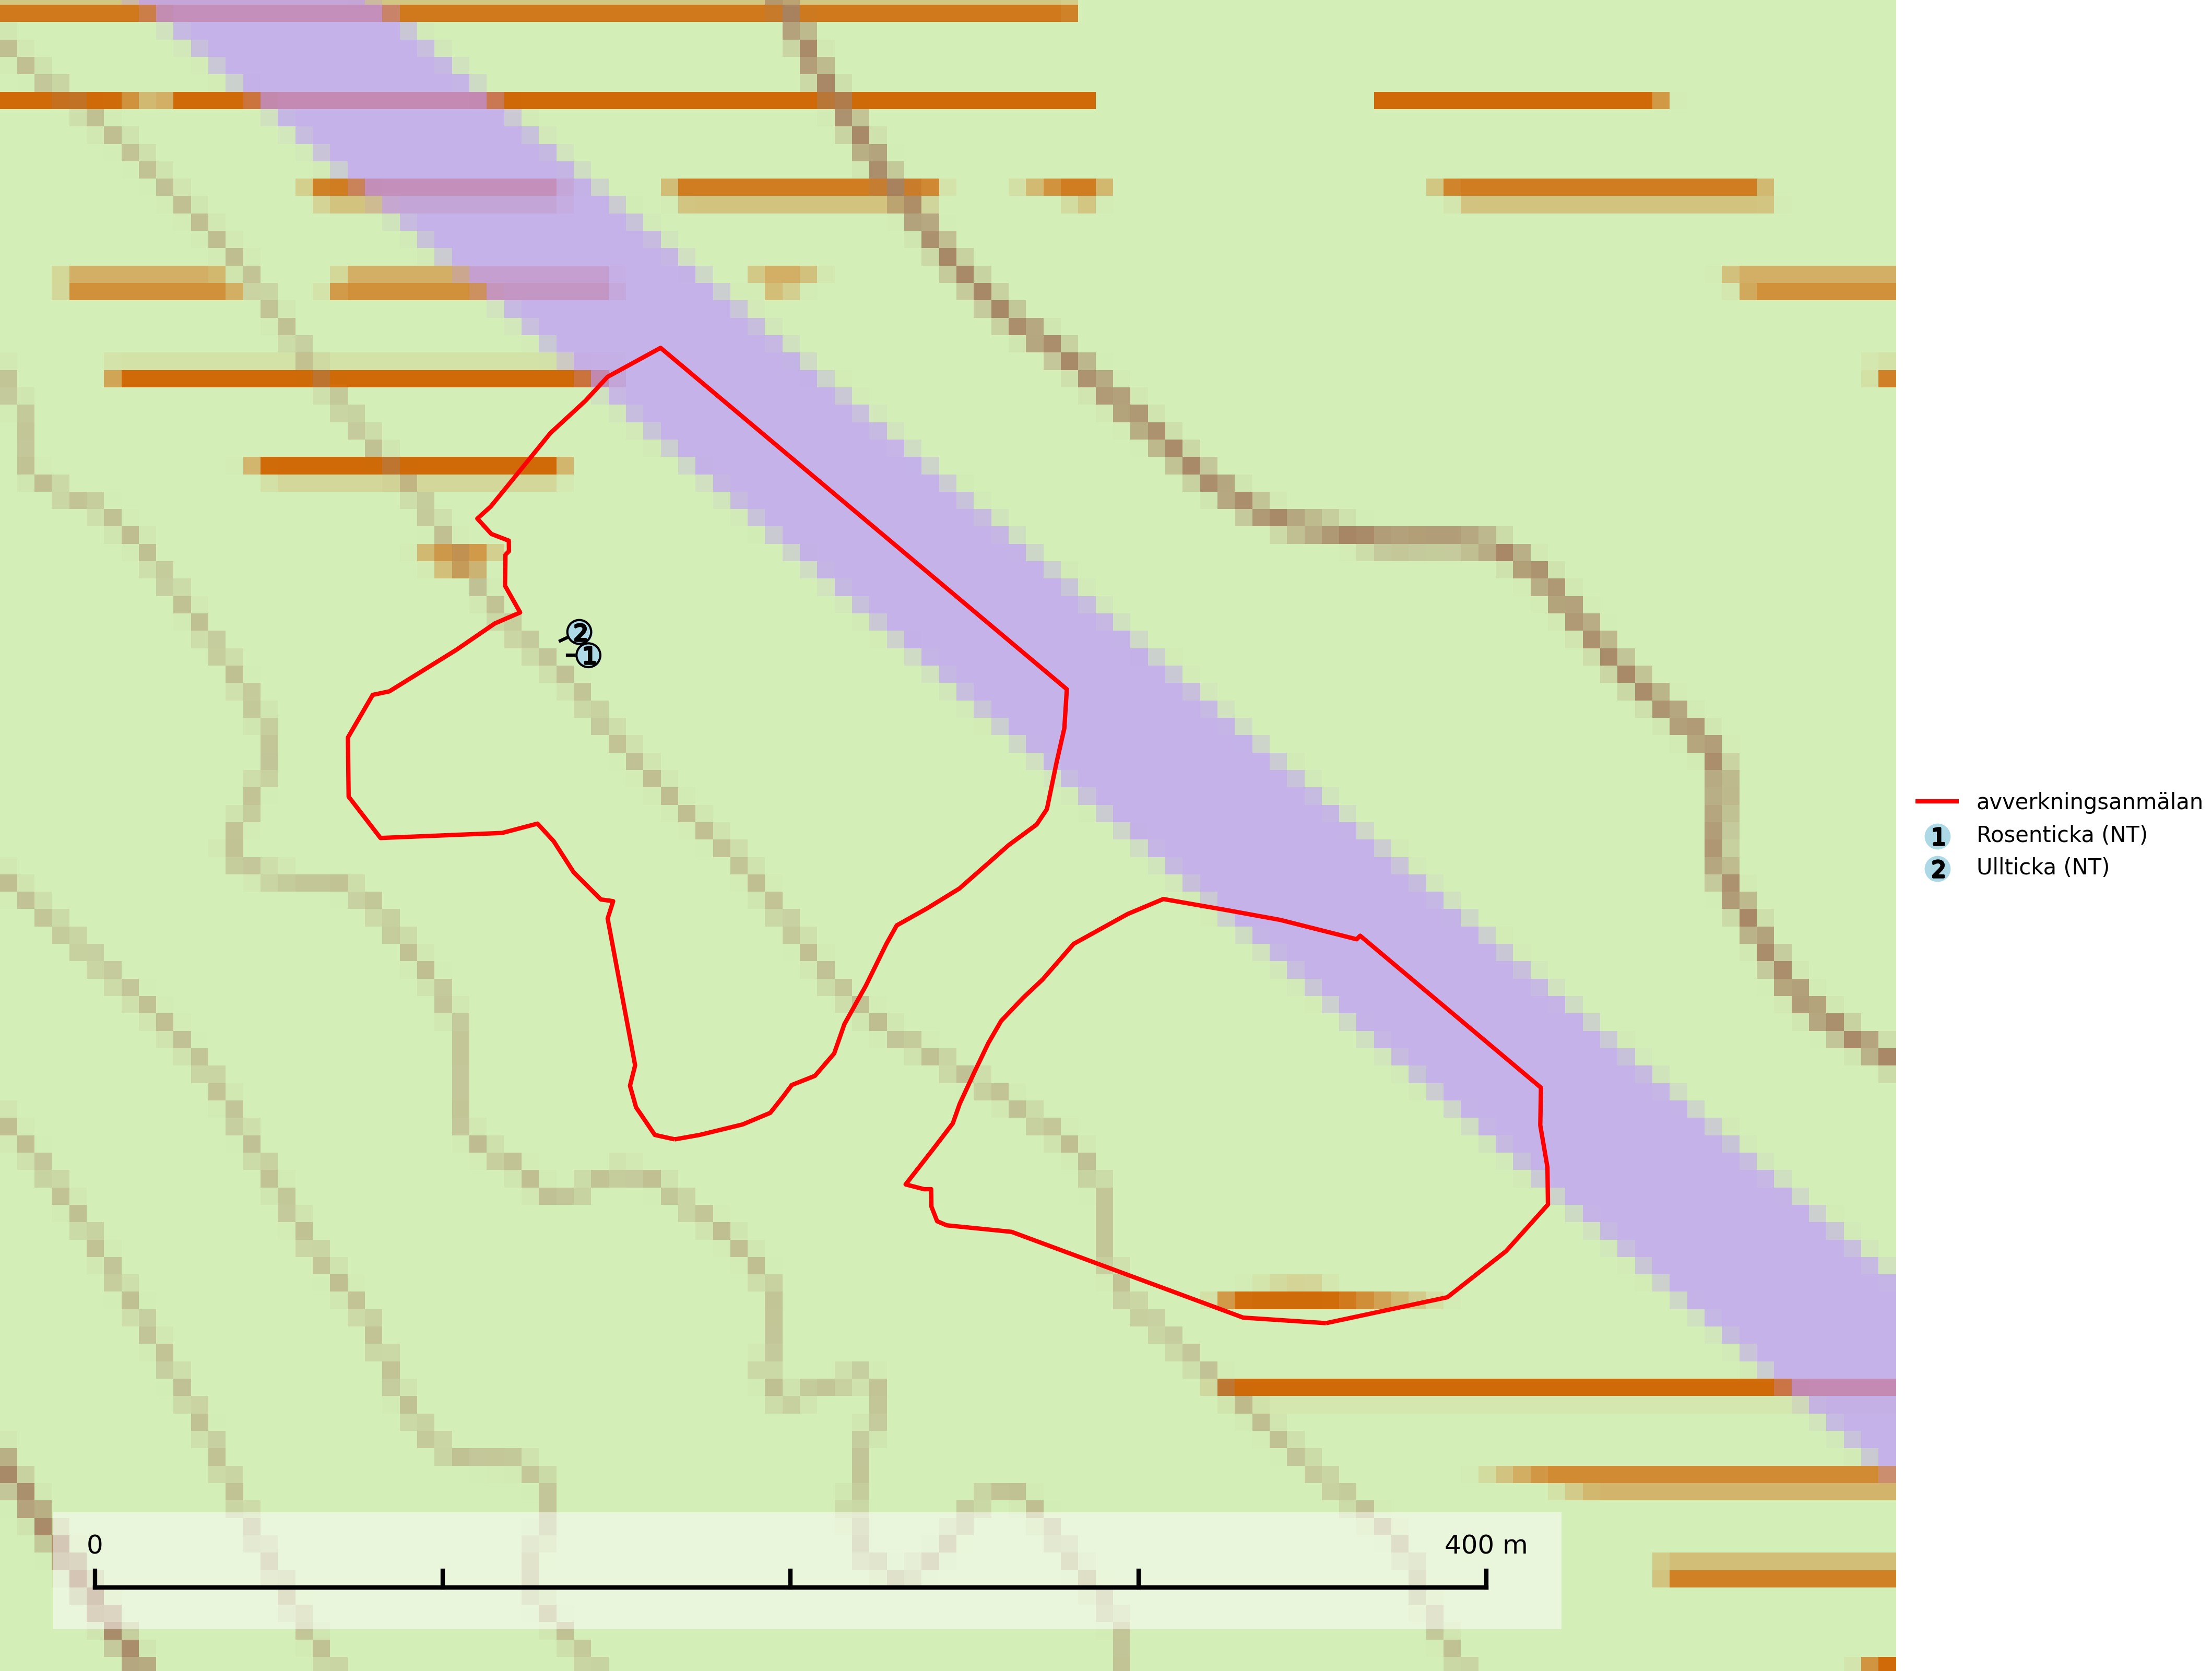 2
1
avverkningsanmälan
1 Rosenticka (NT)
2 Ullticka (NT)
0 400 m